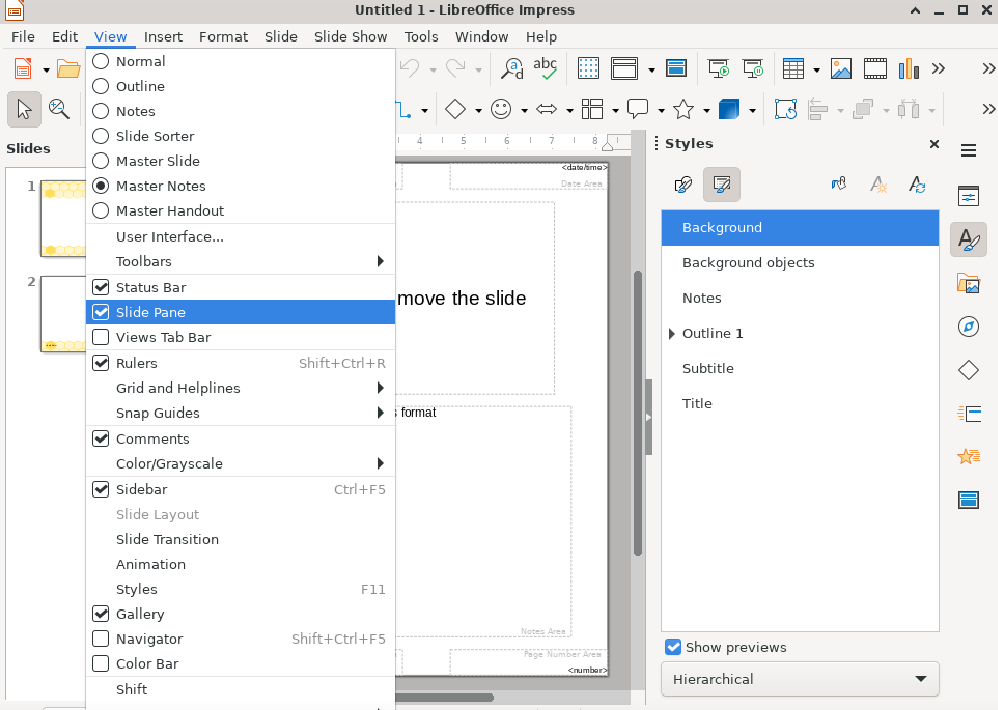 Untitled 1 - LibreOffice Impress
File Edit View Insert Format Slide Slide Show Tools Window Help
abc
Slides
1
2
Normal
Outline
Notes
Slide Sorter
Master Slide
Master Notes
Master Handout
User Interface...
Toolbars
Status Bar
Slide Pane
Views Tab Bar
Rulers Shift+Ctrl+R
Grid and Helplines
Snap Guides
Comments
Color/Grayscale
Sidebar Ctrl+F5
Slide Layout
Slide Transition
Animation
Styles F11
Gallery
Navigator Shift+Ctrl+F5
Color Bar
Shift
4 5 6 7 8
<date/time>
Date Area
move the slide
s format
Notes Area
Page Number Area
<number>
Styles
Background
Background objects
Notes
Outline 1
Subtitle
Title
Show previews
Hierarchical